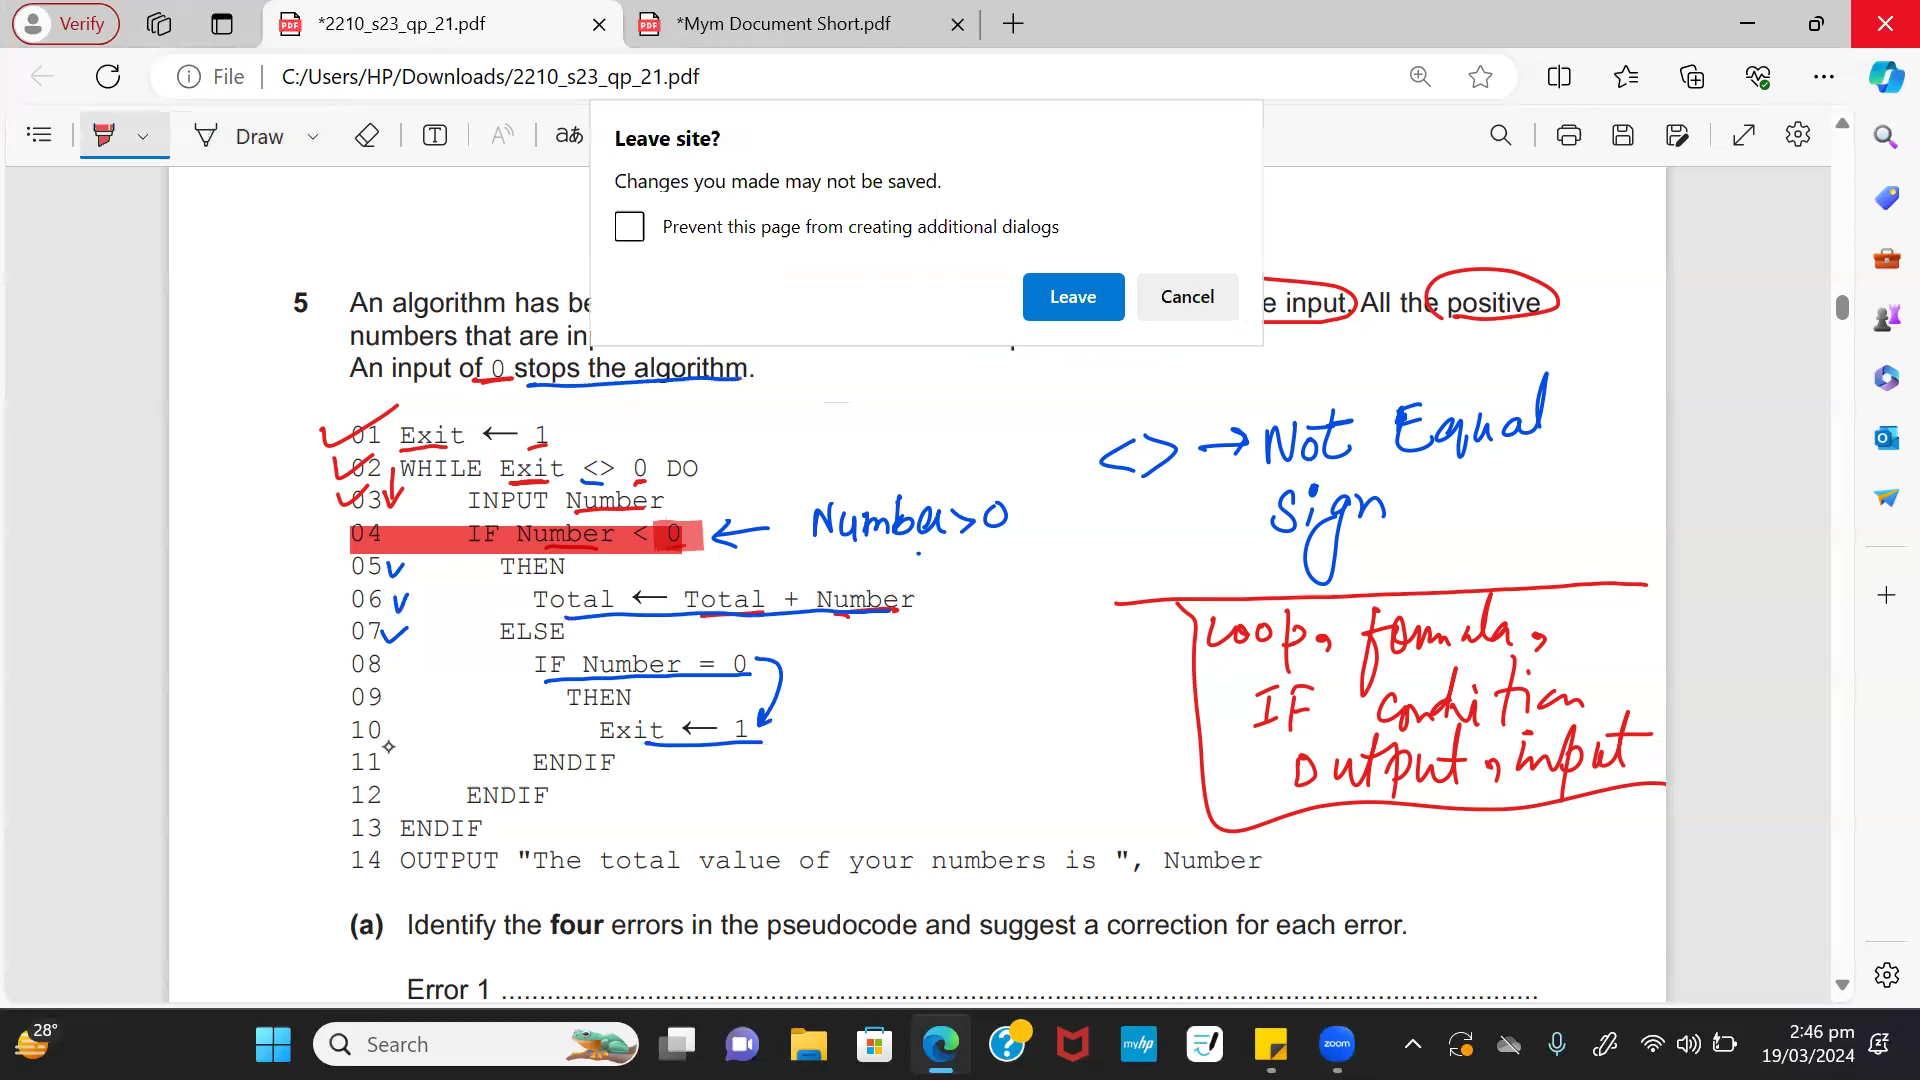 Verify
*2210_s23_qp_21.pdf
*Mym Document Short.pdf
File
C:/Users/HP/Downloads/2210_s23_qp_21.pdf
Draw
Leave site?
Changes you made may not be saved.
Prevent this page from creating additional dialogs
Leave
Cancel
5 An algorithm has be e input. All the positive
numbers that are in
An input of 0 stops the algorithm.
01 Exit ← 1
02 WHILE Exit <> 0 DO
03 INPUT Number
04 IF Number < 0
05 THEN
06 Total ← Total + Number
07 ELSE
08 IF Number = 0
09 THEN
10 Exit ← 1
11 ENDIF
12 ENDIF
13 ENDIF
14 OUTPUT "The total value of your numbers is ", Number
<> → Not Equal
Sign
← Number>0
Loop, formula,
IF condition
output, input
(a) Identify the four errors in the pseudocode and suggest a correction for each error.
Error 1 ........................................................
28°
Search
myhp
zoom
2:46 pm
19/03/2024